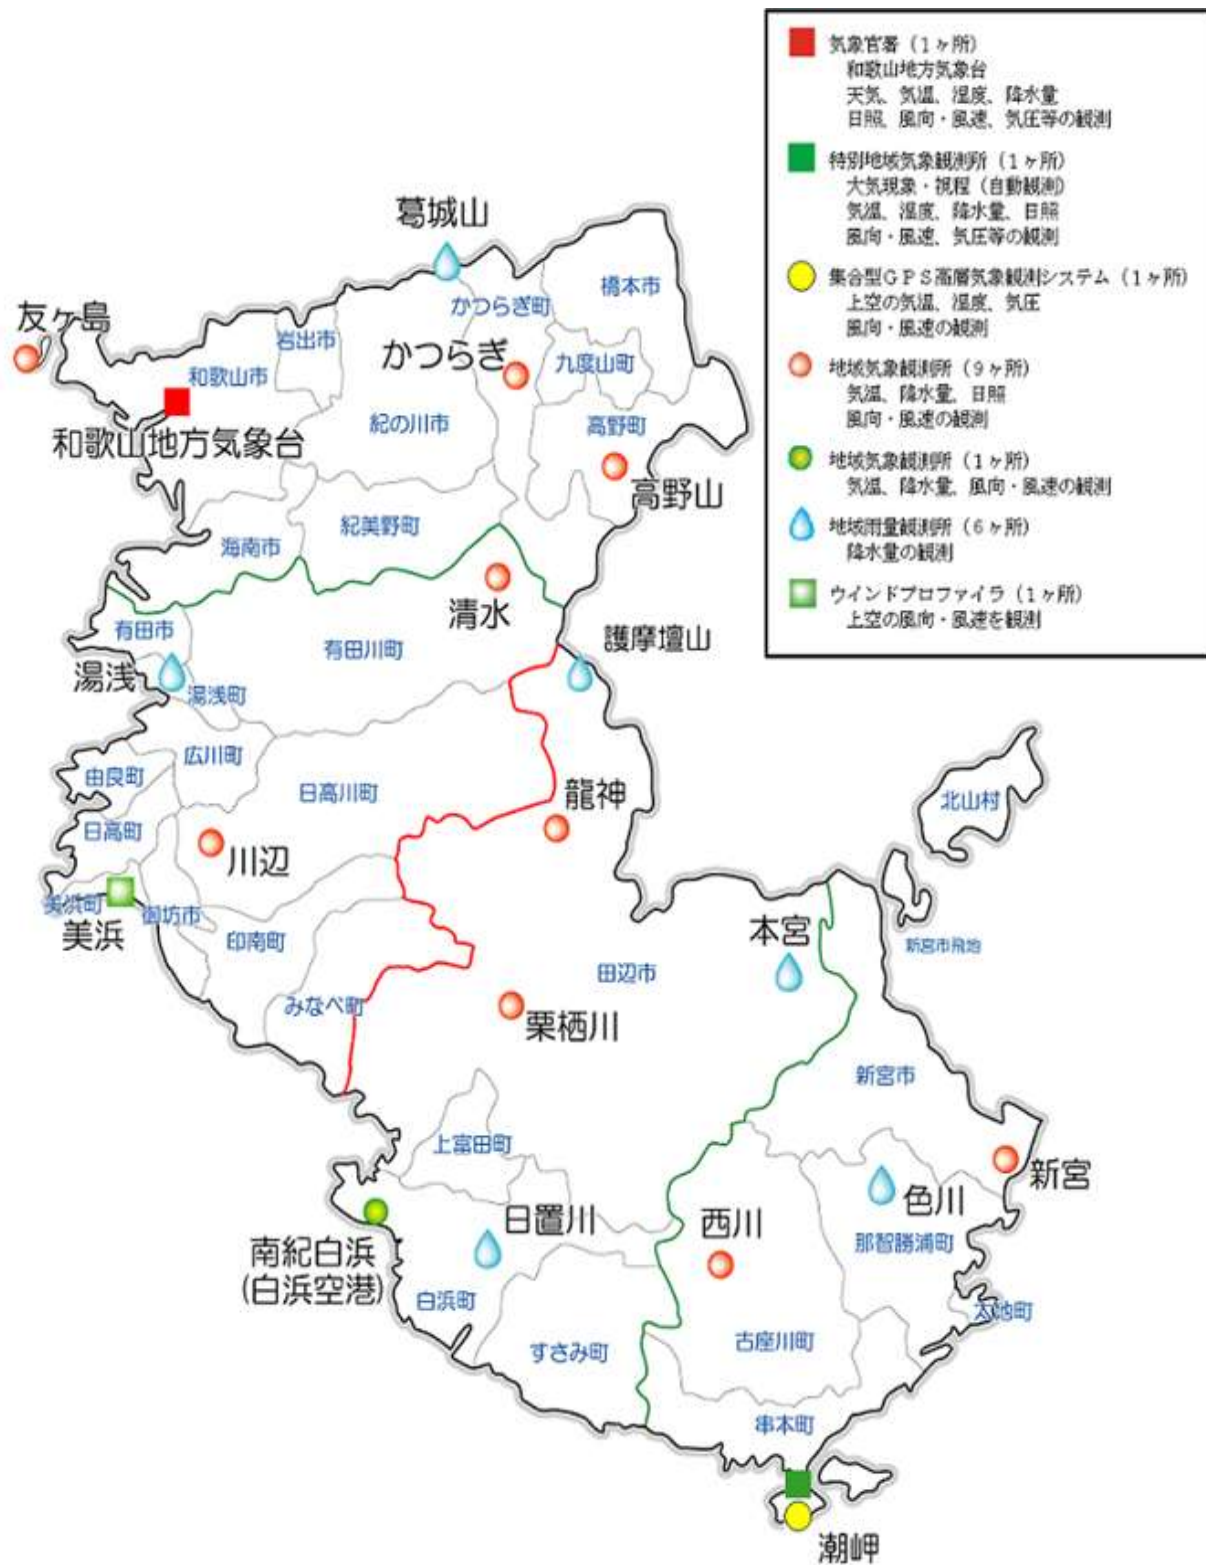 気象官署（1ヶ所）
和歌山地方気象台
天気、気温、湿度、降水量
日照、風向・風速、気圧等の観測
特別地域気象観測所（1ヶ所）
大気現象・視程（自動観測）
気温、湿度、降水量、日照
風向・風速、気圧等の観測
集合型GPS高層気象観測システム（1ヶ所）
上空の気温、湿度、気圧
風向・風速の観測
地域気象観測所（9ヶ所）
気温、降水量、日照
風向・風速の観測
地域気象観測所（1ヶ所）
気温、降水量、風向・風速の観測
地域雨量観測所（6ヶ所）
降水量の観測
ウインドプロファイラ（1ヶ所）
上空の風向・風速を観測
葛城山
橋本市
かつらぎ町
友ヶ島
岩出市
かつらぎ
九度山町
和歌山市
紀の川市
高野町
和歌山地方気象台
高野山
紀美野町
海南市
清水
有田市
有田川町
護摩壇山
湯浅
湯浅町
広川町
由良町
日高川町
龍神
北山村
日高町
川辺
美浜町
御坊市
美浜
印南町
本宮
新宮市飛地
田辺市
みなべ町
栗栖川
新宮市
上富田町
新宮
色川
日置川
西川
南紀白浜
(白浜空港)
那智勝浦町
白浜町
太地町
すさみ町
古座川町
串本町
潮岬